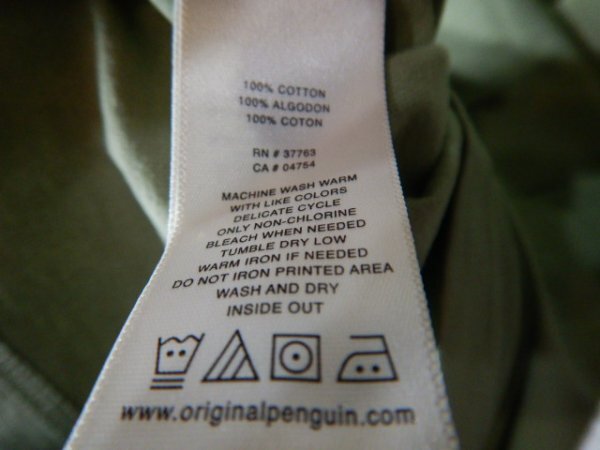 100% COTTON
100% ALGODON
100% COTON
RN # 37763
CA # 04754
MACHINE WASH WARM
WITH LIKE COLORS
DELICATE CYCLE
ONLY NON-CHLORINE
BLEACH WHEN NEEDED
TUMBLE DRY LOW
WARM IRON IF NEEDED
DO NOT IRON PRINTED AREA
WASH AND DRY
INSIDE OUT
www.originalpenguin.com